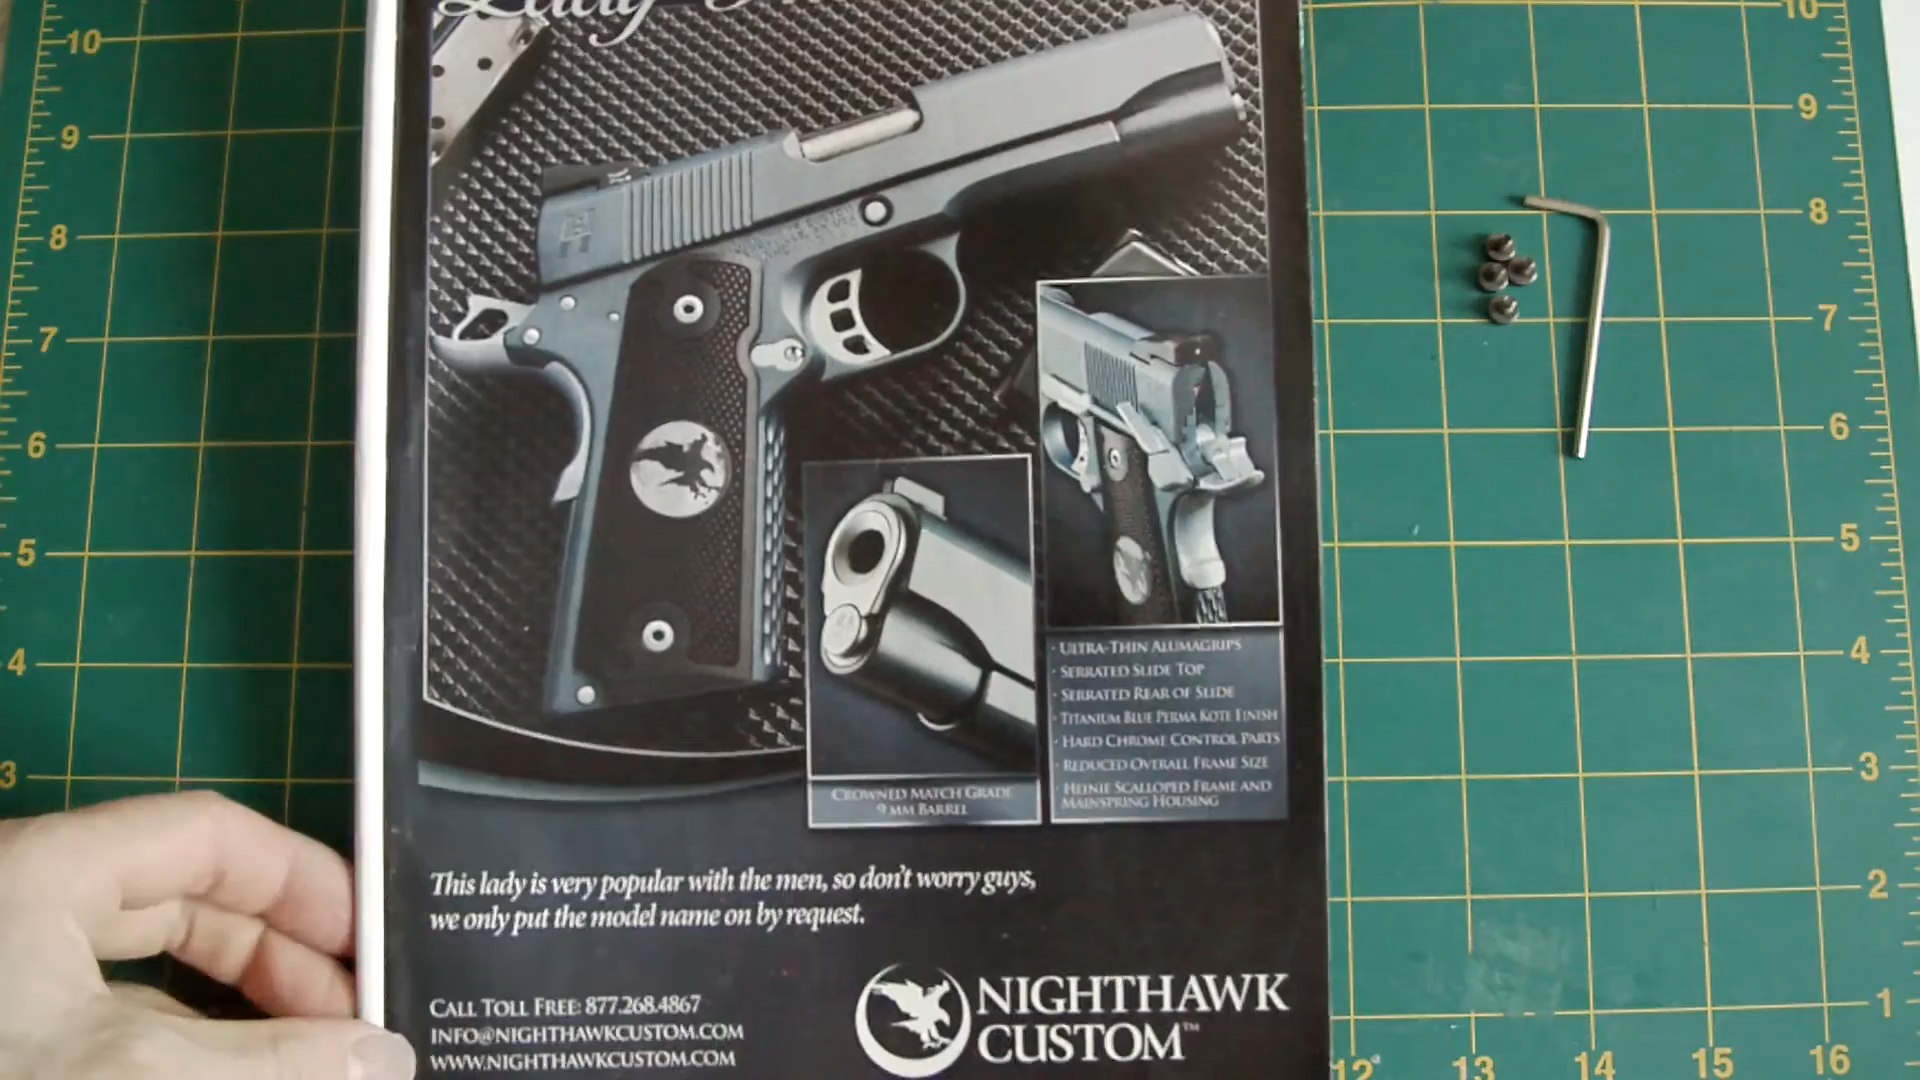 Lady
CROWNED MATCH GRADE
9 MM BARREL
· ULTRA-THIN ALUMAGRIPS
· SERRATED SLIDE TOP
· SERRATED REAR OF SLIDE
· TITANIUM BLUE PERMA KOTE FINISH
· HARD CHROME CONTROL PARTS
· REDUCED OVERALL FRAME SIZE
· HEINIE SCALLOPED FRAME AND
MAINSPRING HOUSING
This lady is very popular with the men, so don't worry guys,
we only put the model name on by request.
CALL TOLL FREE: 877.268.4867
INFO@NIGHTHAWKCUSTOM.COM
WWW.NIGHTHAWKCUSTOM.COM
NIGHTHAWK
CUSTOM™
10
9
8
7
6
5
4
3
10
9
8
7
6
5
4
3
2
1
12
13
14
15
16